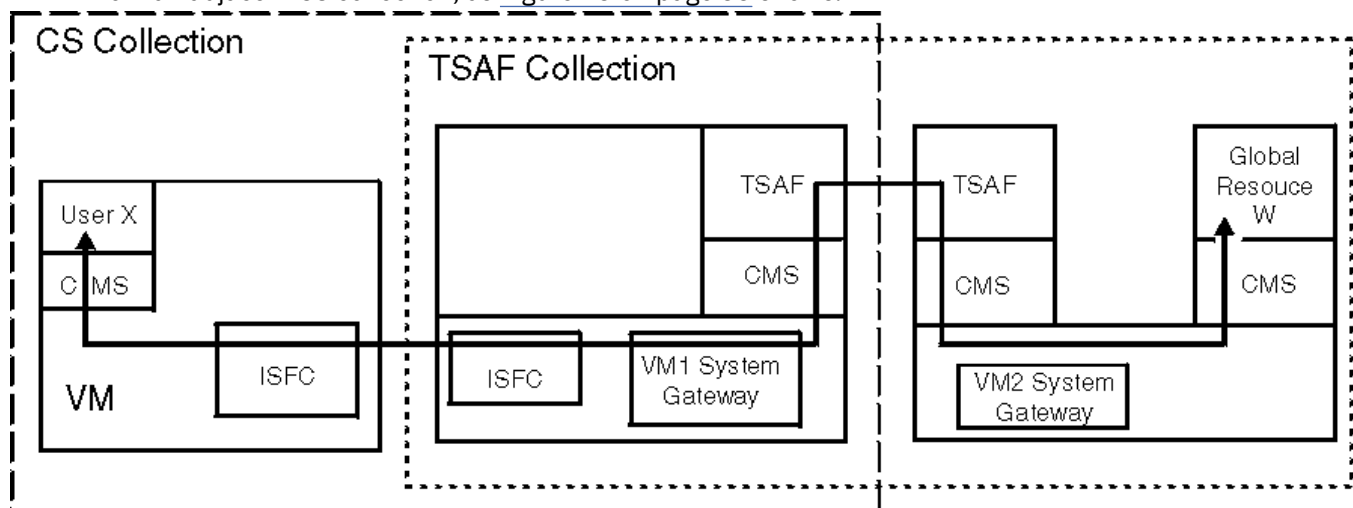 CS Collection
TSAF Collection
User X
CMS
ISFC
VM
TSAF
CMS
ISFC
VM1 System
Gateway
TSAF
CMS
Global
Resouce
W
CMS
VM2 System
Gateway